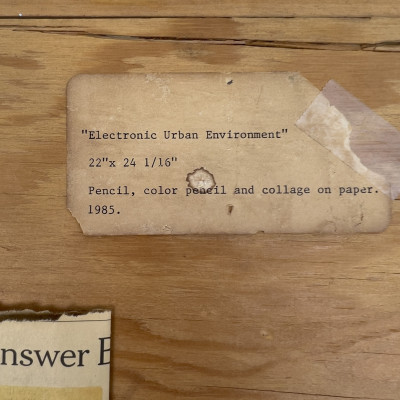 "Electronic Urban Environment"
22"x 24 1/16"
Pencil, color pencil and collage on paper.
1985.
nswer E